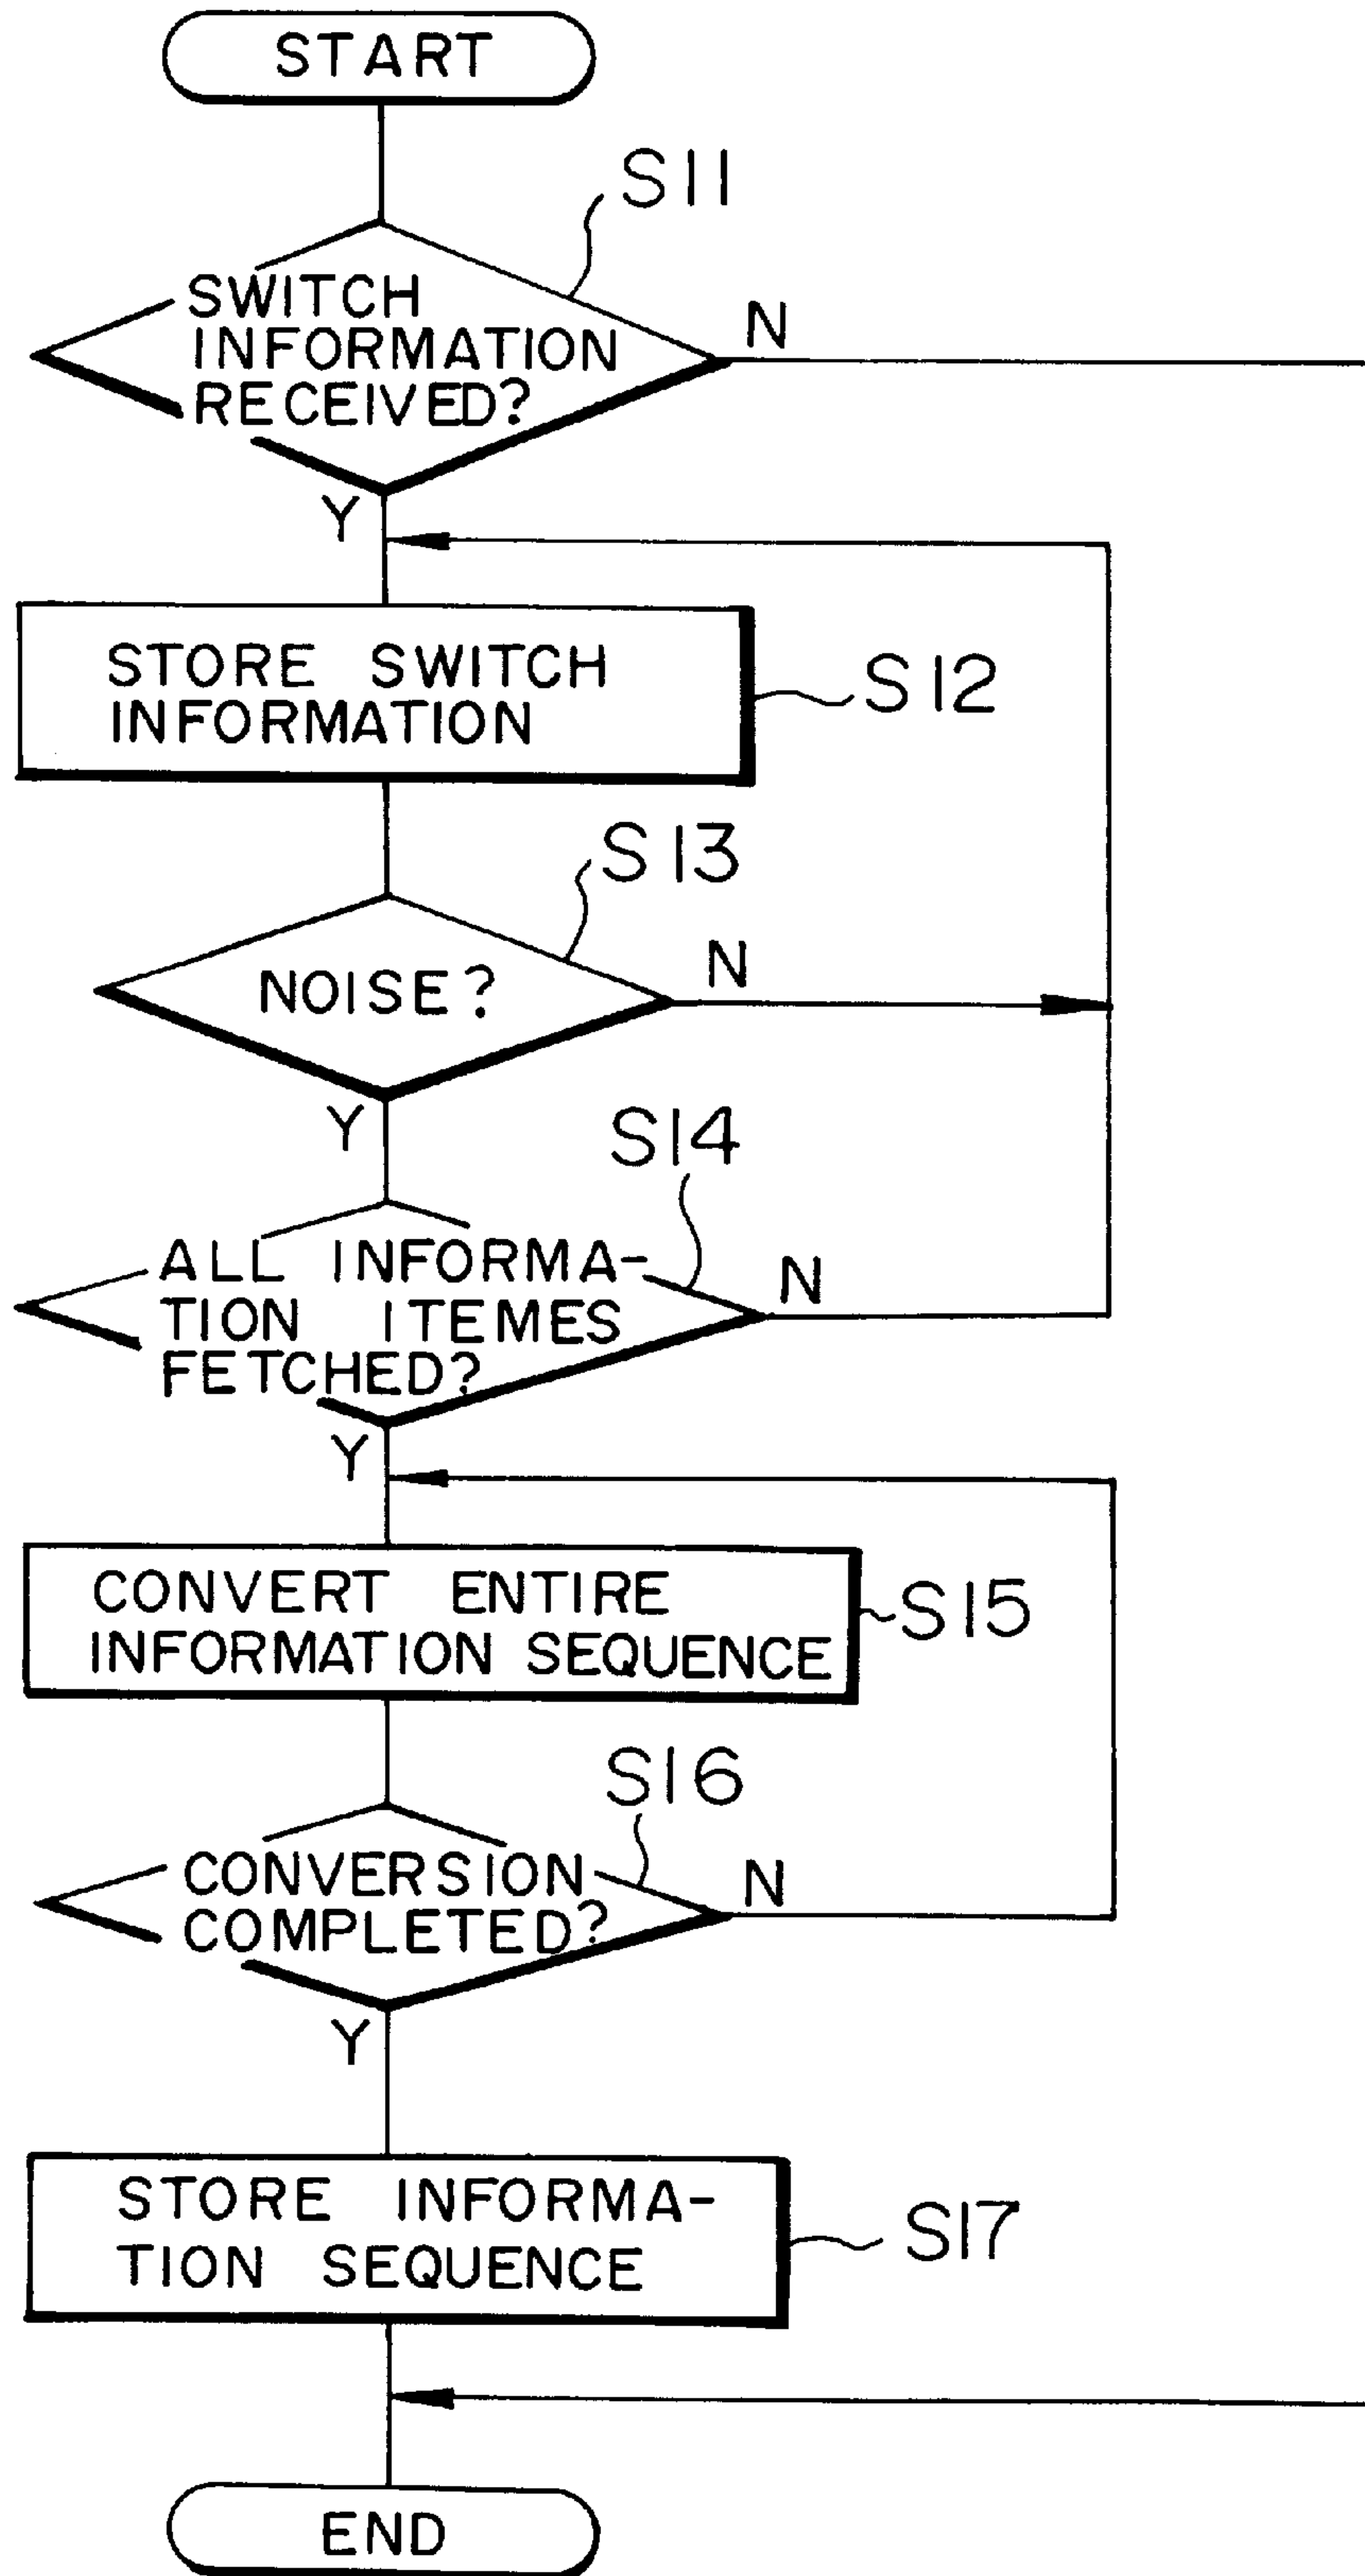 START
S11
SWITCH
INFORMATION
RECEIVED?
N
Y
STORE SWITCH
INFORMATION
S12
S13
NOISE?
N
Y
S14
ALL INFORMA-
TION ITEMES
FETCHED?
N
Y
CONVERT ENTIRE
INFORMATION SEQUENCE
S15
S16
CONVERSION
COMPLETED?
N
Y
STORE INFORMA-
TION SEQUENCE
S17
END